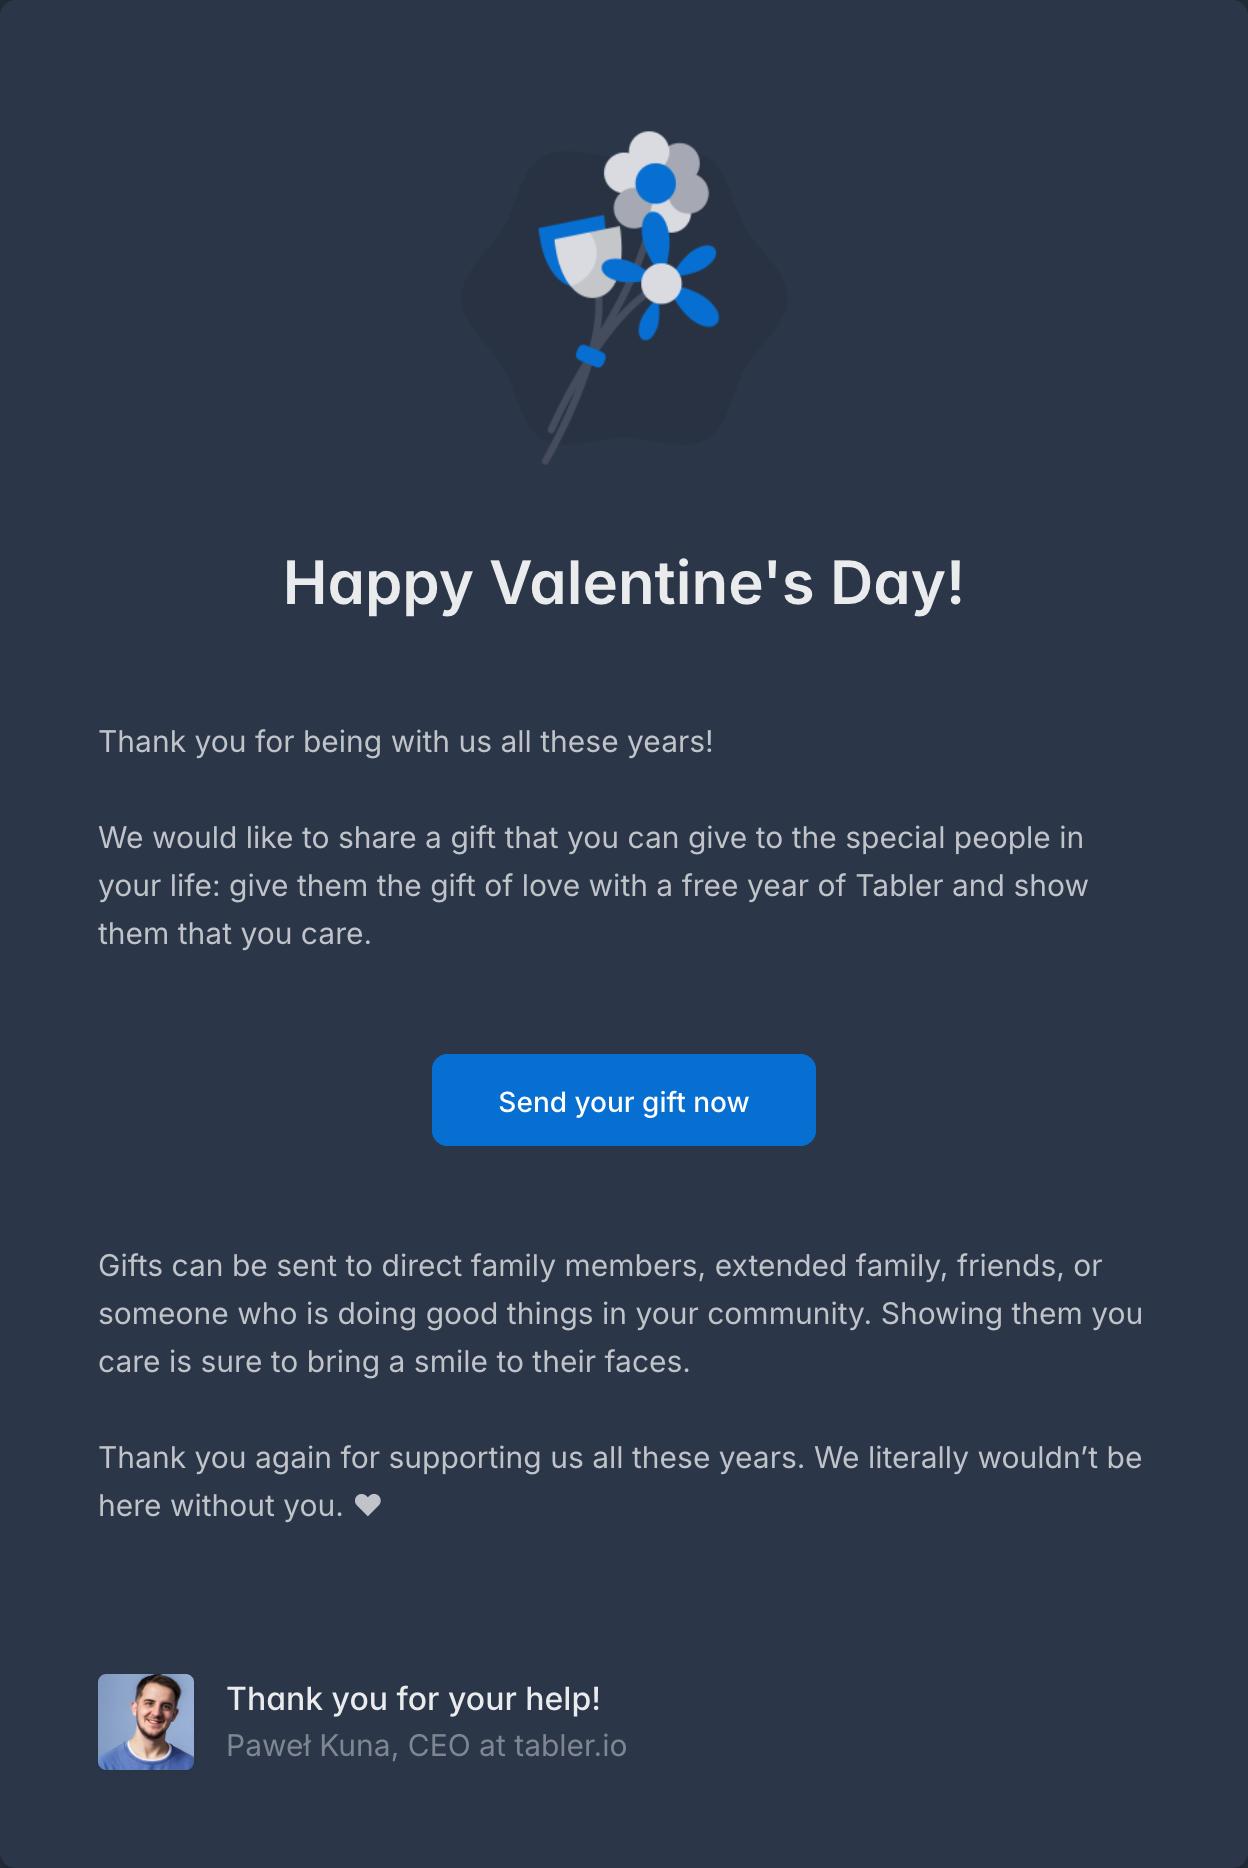 Happy Valentine's Day!
Thank you for being with us all these years!
We would like to share a gift that you can give to the special people in
your life: give them the gift of love with a free year of Tabler and show
them that you care.
Send your gift now
Gifts can be sent to direct family members, extended family, friends, or
someone who is doing good things in your community. Showing them you
care is sure to bring a smile to their faces.
Thank you again for supporting us all these years. We literally wouldn’t be
here without you. ♥
Thank you for your help!
Paweł Kuna, CEO at tabler.io